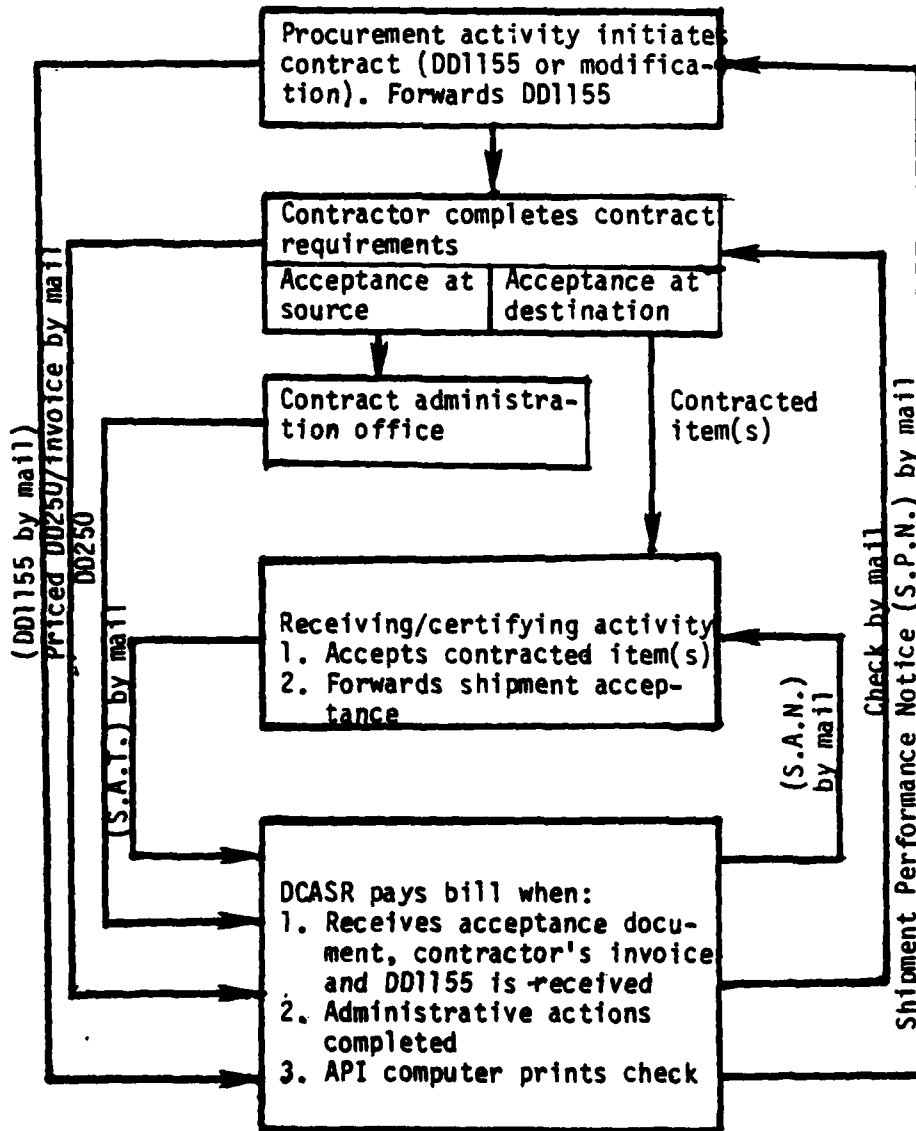 Procurement activity initiates
contract (DD1155 or modifica-
tion). Forwards DD1155
Contractor completes contract
requirements
Acceptance at
source
Acceptance at
destination
Contract administra-
tion office
Contracted
item(s)
Receiving/certifying activity
1. Accepts contracted item(s)
2. Forwards shipment accep-
tance
DCASR pays bill when:
1. Receives acceptance docu-
ment, contractor's invoice
and DD1155 is received
2. Administrative actions
completed
3. API computer prints check
(DD1155 by mail)
Priced DD250/invoice by mail
DD250
(S.A.T.) by mail
(S.A.N.)
by mail
Check by mail
Shipment Performance Notice (S.P.N.) by mail